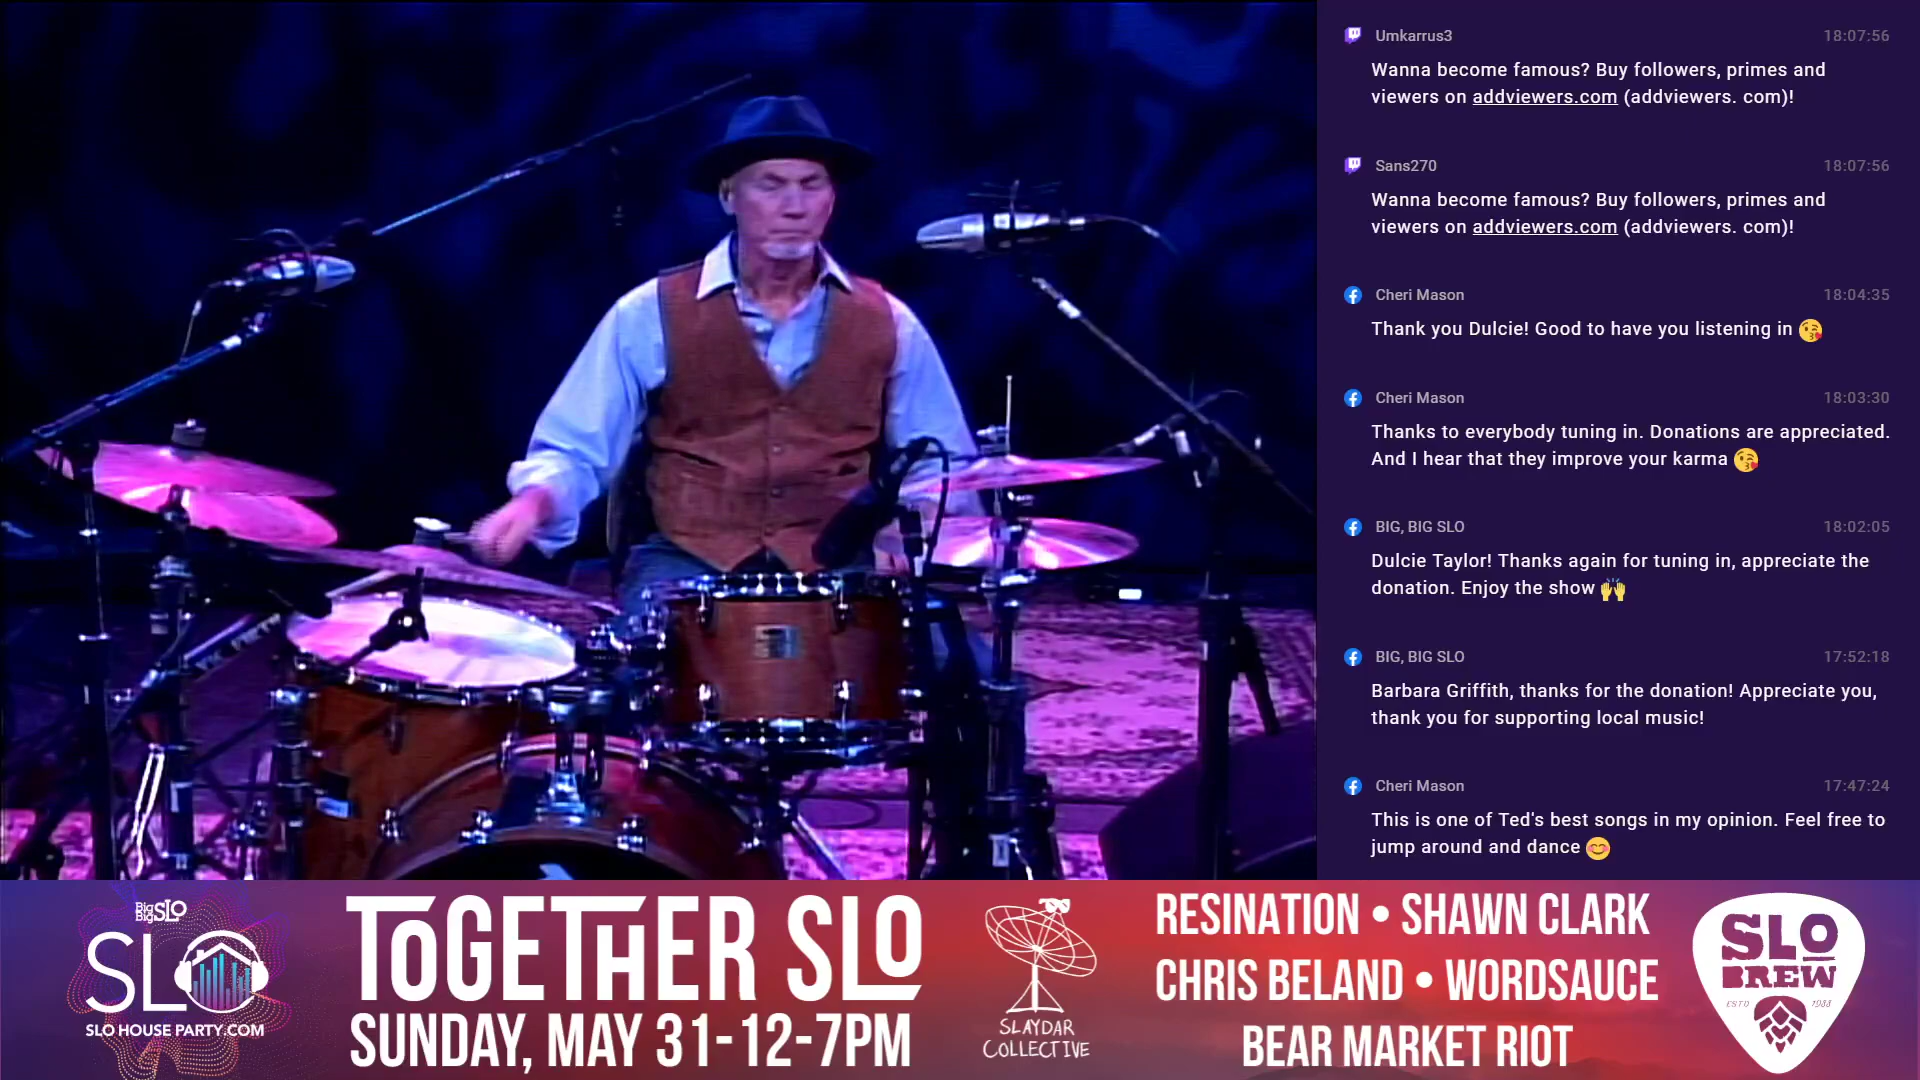 Umkarrus3 18:07:56
Wanna become famous? Buy followers, primes and
viewers on addviewers.com (addviewers. com)!
Sans270 18:07:56
Wanna become famous? Buy followers, primes and
viewers on addviewers.com (addviewers. com)!
Cheri Mason 18:04:35
Thank you Dulcie! Good to have you listening in 😘
Cheri Mason 18:03:30
Thanks to everybody tuning in. Donations are appreciated.
And I hear that they improve your karma 😘
BIG, BIG SLO 18:02:05
Dulcie Taylor! Thanks again for tuning in, appreciate the
donation. Enjoy the show 🙌
BIG, BIG SLO 17:52:18
Barbara Griffith, thanks for the donation! Appreciate you,
thank you for supporting local music!
Cheri Mason 17:47:24
This is one of Ted's best songs in my opinion. Feel free to
jump around and dance 😊
Big Big SLO
SLO
SLO HOUSE PARTY.COM
TOGETHER SLO
SUNDAY, MAY 31-12-7PM
SLAYDAR
COLLECTIVE
RESINATION • SHAWN CLARK
CHRIS BELAND • WORDSAUCE
BEAR MARKET RIOT
SLO
BREW
ESTD 1988